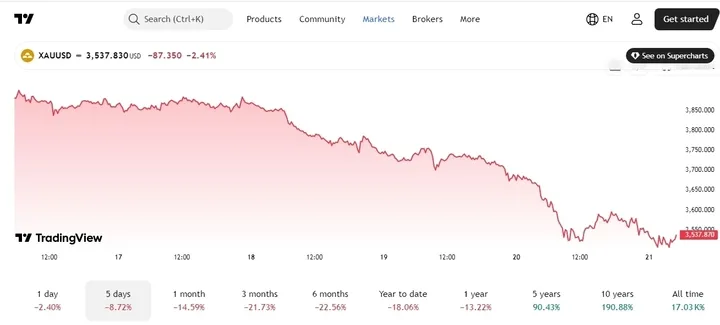 Search (Ctrl+K) Products Community Markets Brokers More EN Get started
XAUUSD 3,537.830 USD −87.350 −2.41% See on Supercharts
3,850.000
3,800.000
3,750.000
3,700.000
3,650.000
3,600.000
3,550.000
3,537.870
TradingView
12:00 17 12:00 18 12:00 19 12:00 20 12:00 21
1 day 5 days 1 month 3 months 6 months Year to date 1 year 5 years 10 years All time
−2.40% −8.72% −14.59% −21.73% −22.56% −18.06% −13.22% 90.43% 190.88% 17.03K%